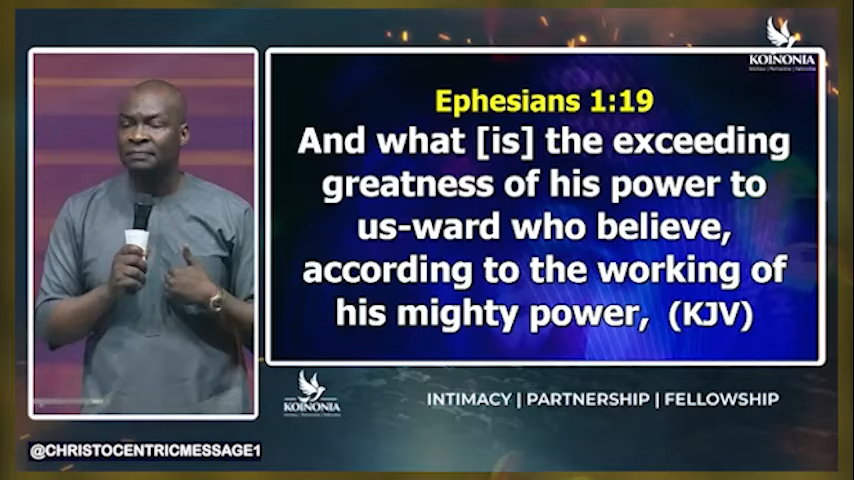 KOINONIA
Ephesians 1:19
And what [is] the exceeding
greatness of his power to
us-ward who believe,
according to the working of
his mighty power, (KJV)
KOINONIA
INTIMACY | PARTNERSHIP | FELLOWSHIP
@CHRISTOCENTRICMESSAGE1